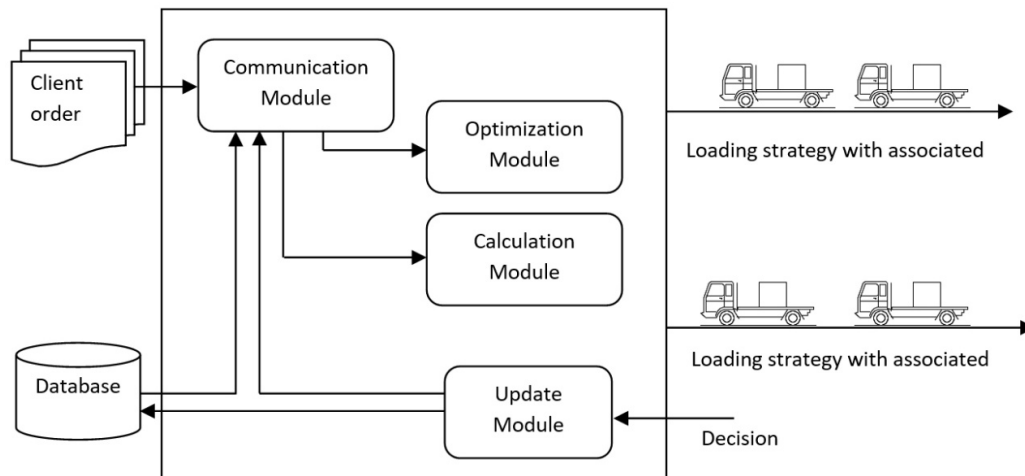 Client
order
Communication
Module
Optimization
Module
Loading strategy with associated
Calculation
Module
Loading strategy with associated
Database
Update
Module
Decision